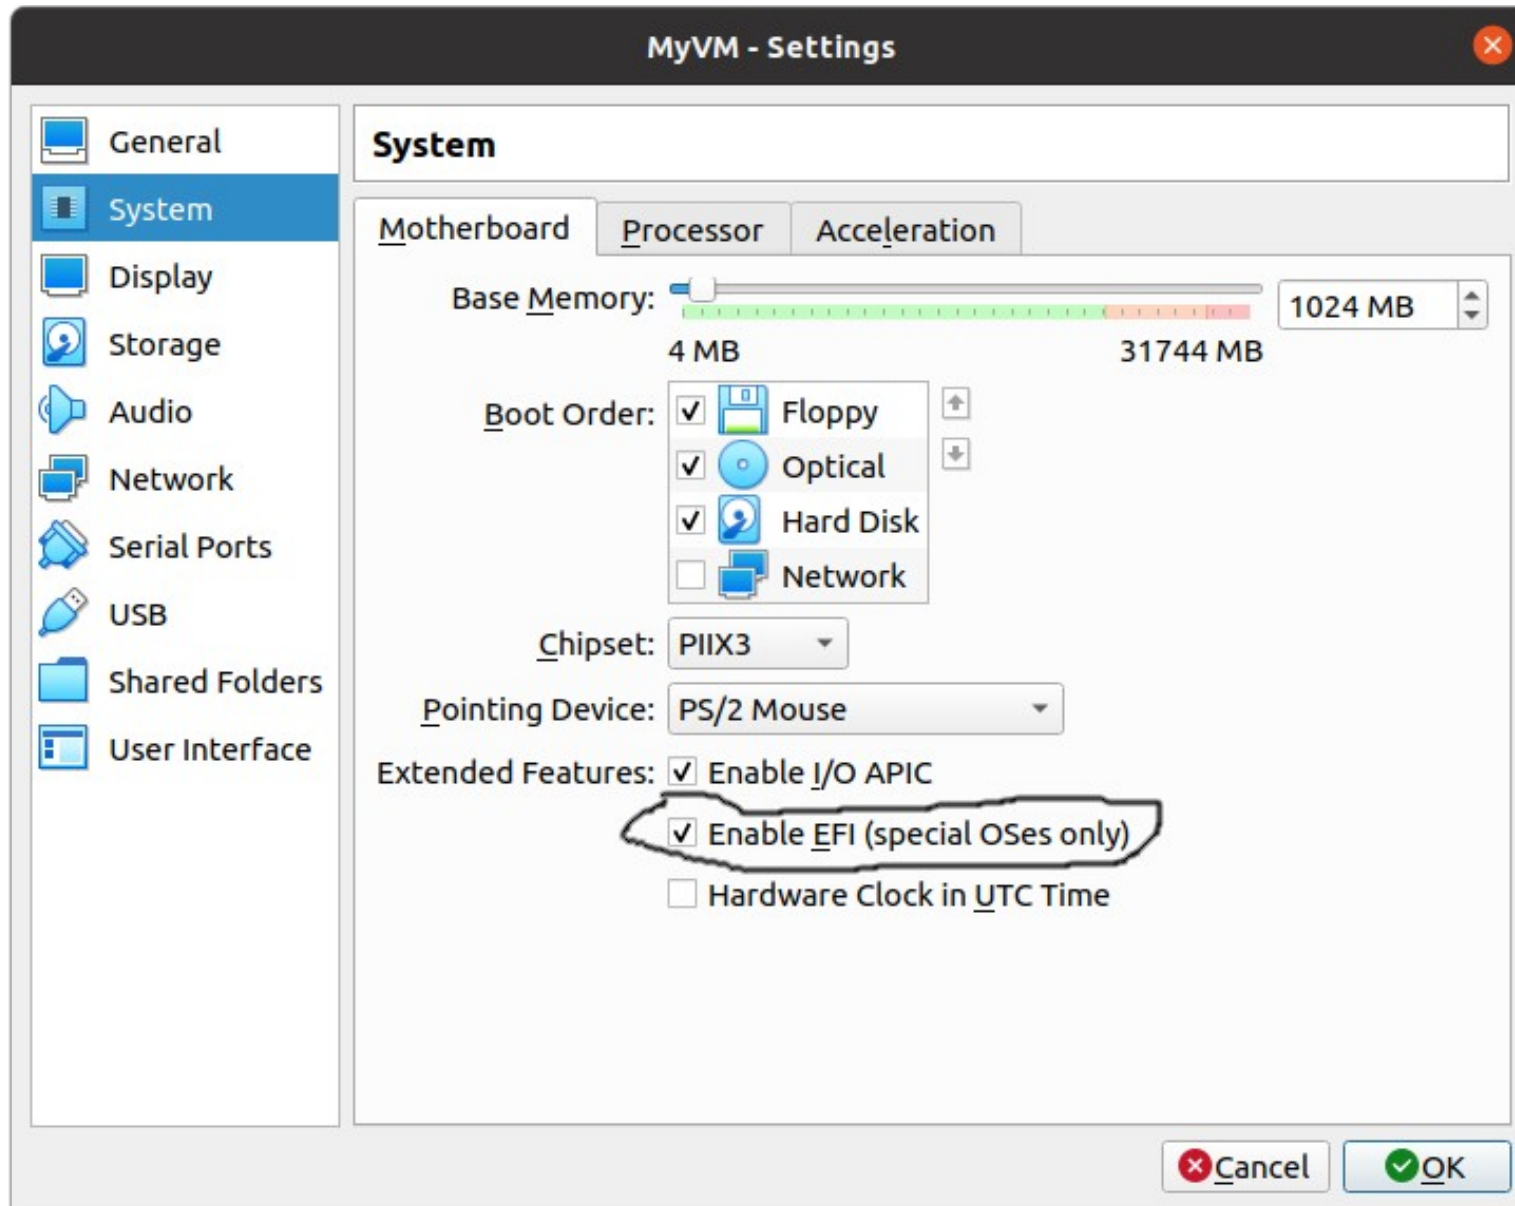 MyVM - Settings
General
System
Display
Storage
Audio
Network
Serial Ports
USB
Shared Folders
User Interface
System
Motherboard Processor Acceleration
Base Memory: 1024 MB
4 MB 31744 MB
Boot Order: Floppy
Optical
Hard Disk
Network
Chipset: PIIX3
Pointing Device: PS/2 Mouse
Extended Features: Enable I/O APIC
Enable EFI (special OSes only)
Hardware Clock in UTC Time
Cancel OK